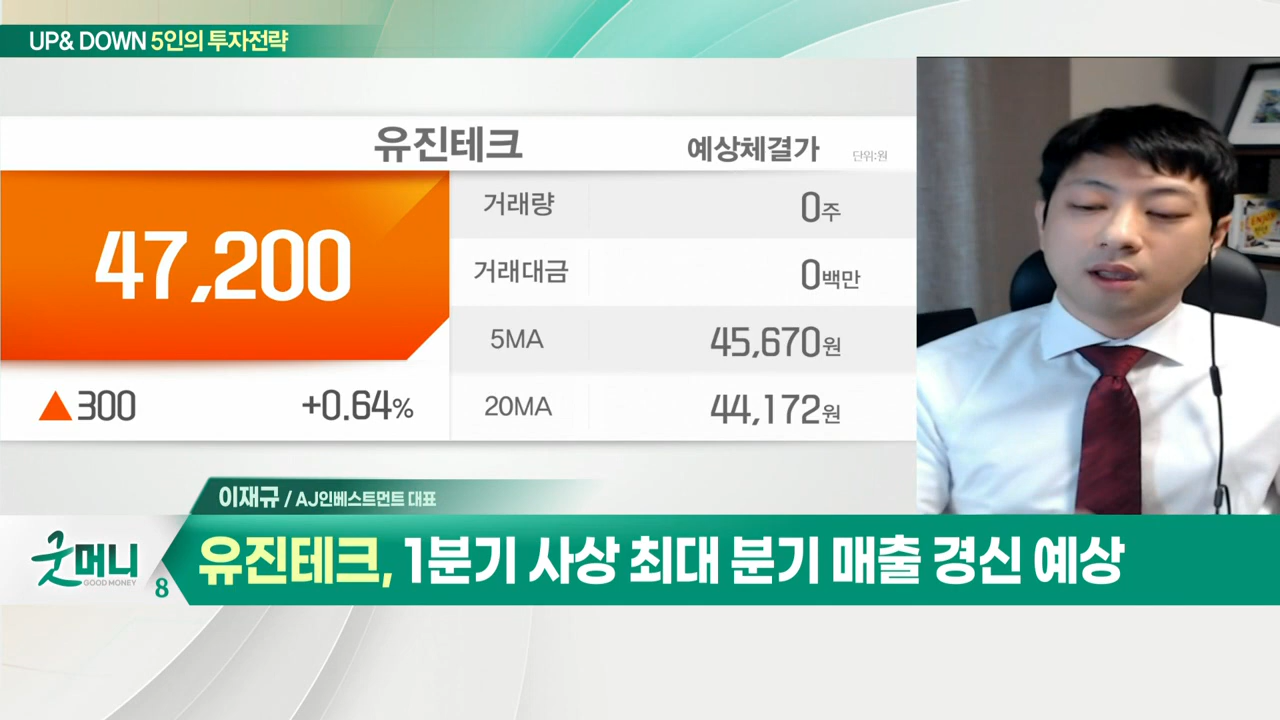 UP& DOWN 5인의 투자전략
유진테크
예상체결가 단위:원
47,200
▲300 +0.64%
거래량 0주
거래대금 0백만
5MA 45,670원
20MA 44,172원
이재규 / AJ인베스트먼트 대표
굿머니
GOOD MONEY
8
유진테크, 1분기 사상 최대 분기 매출 경신 예상
ENJOY